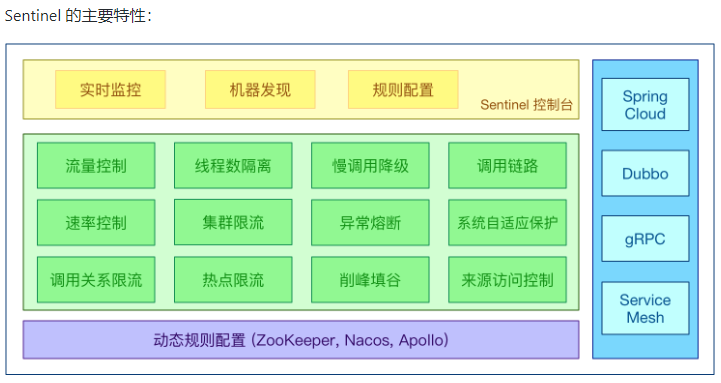 Sentinel 的主要特性：
实时监控
机器发现
规则配置
Sentinel 控制台
流量控制
线程数隔离
慢调用降级
调用链路
速率控制
集群限流
异常熔断
系统自适应保护
调用关系限流
热点限流
削峰填谷
来源访问控制
动态规则配置 (ZooKeeper, Nacos, Apollo)
Spring
Cloud
Dubbo
gRPC
Service
Mesh